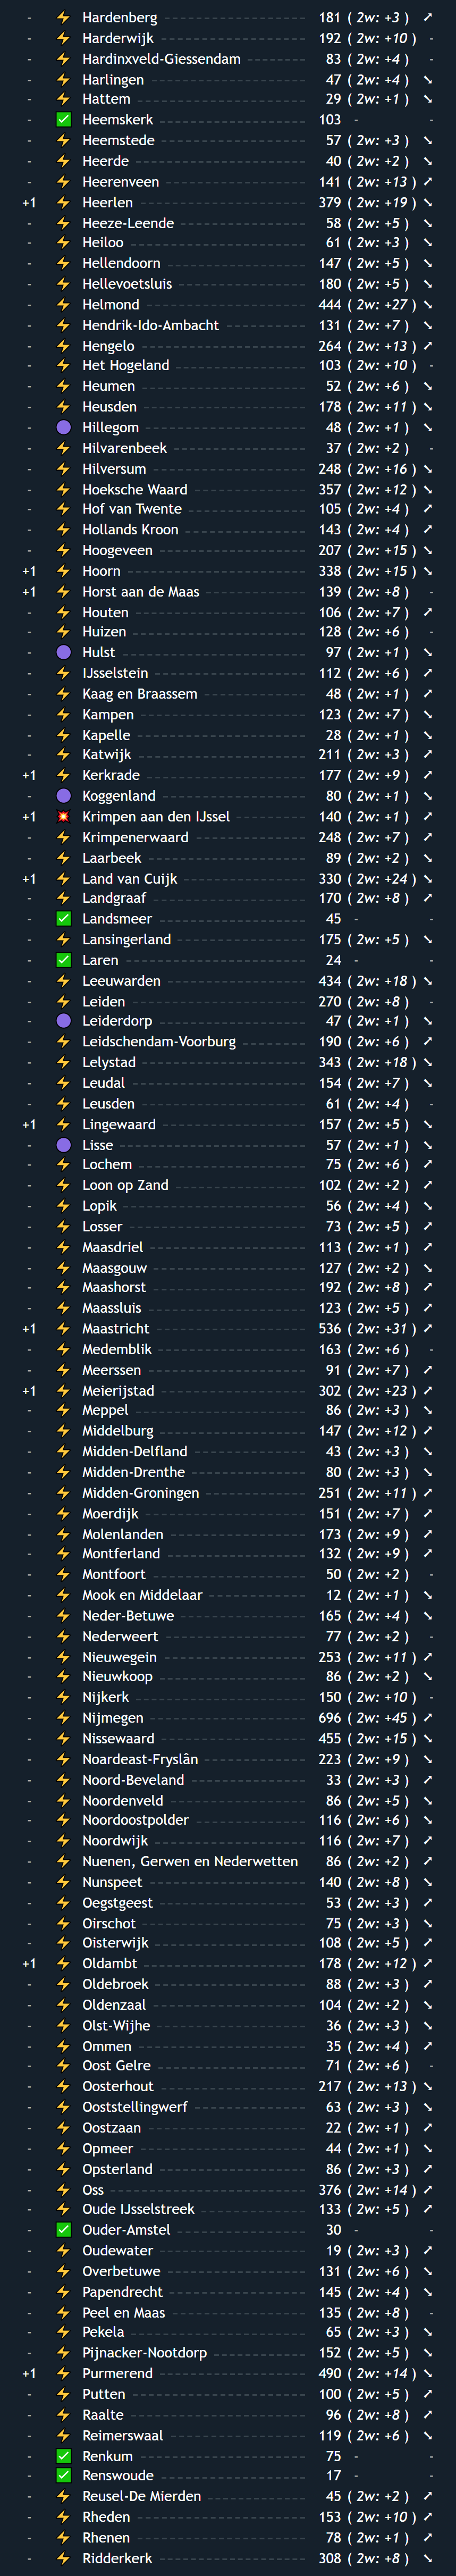 - ⚡ Hardenberg 181 ( 2w: +3 ) ↗
- ⚡ Harderwijk 192 ( 2w: +10 ) -
- ⚡ Hardinxveld-Giessendam 83 ( 2w: +4 ) -
- ⚡ Harlingen 47 ( 2w: +4 ) ↘
- ⚡ Hattem 29 ( 2w: +1 ) ↘
- ✅ Heemskerk 103 - -
- ⚡ Heemstede 57 ( 2w: +3 ) ↘
- ⚡ Heerde 40 ( 2w: +2 ) ↘
- ⚡ Heerenveen 141 ( 2w: +13 ) ↗
+1 ⚡ Heerlen 379 ( 2w: +19 ) ↘
- ⚡ Heeze-Leende 58 ( 2w: +5 ) ↘
- ⚡ Heiloo 61 ( 2w: +3 ) ↘
- ⚡ Hellendoorn 147 ( 2w: +5 ) ↘
- ⚡ Hellevoetsluis 180 ( 2w: +5 ) ↘
- ⚡ Helmond 444 ( 2w: +27 ) ↘
- ⚡ Hendrik-Ido-Ambacht 131 ( 2w: +7 ) ↘
- ⚡ Hengelo 264 ( 2w: +13 ) ↗
- ⚡ Het Hogeland 103 ( 2w: +10 ) -
- ⚡ Heumen 52 ( 2w: +6 ) ↘
- ⚡ Heusden 178 ( 2w: +11 ) ↘
- 🟣 Hillegom 48 ( 2w: +1 ) ↘
- ⚡ Hilvarenbeek 37 ( 2w: +2 ) -
- ⚡ Hilversum 248 ( 2w: +16 ) ↘
- ⚡ Hoeksche Waard 357 ( 2w: +12 ) ↘
- ⚡ Hof van Twente 105 ( 2w: +4 ) ↗
- ⚡ Hollands Kroon 143 ( 2w: +4 ) ↗
- ⚡ Hoogeveen 207 ( 2w: +15 ) ↘
+1 ⚡ Hoorn 338 ( 2w: +15 ) ↘
+1 ⚡ Horst aan de Maas 139 ( 2w: +8 ) -
- ⚡ Houten 106 ( 2w: +7 ) ↗
- ⚡ Huizen 128 ( 2w: +6 ) -
- 🟣 Hulst 97 ( 2w: +1 ) ↘
- ⚡ IJsselstein 112 ( 2w: +6 ) ↗
- ⚡ Kaag en Braassem 48 ( 2w: +1 ) ↗
- ⚡ Kampen 123 ( 2w: +7 ) ↘
- ⚡ Kapelle 28 ( 2w: +1 ) ↘
- ⚡ Katwijk 211 ( 2w: +3 ) ↗
+1 ⚡ Kerkrade 177 ( 2w: +9 ) ↗
- 🟣 Koggenland 80 ( 2w: +1 ) ↘
+1 💥 Krimpen aan den IJssel 140 ( 2w: +1 ) ↗
- ⚡ Krimpenerwaard 248 ( 2w: +7 ) ↗
- ⚡ Laarbeek 89 ( 2w: +2 ) ↘
+1 ⚡ Land van Cuijk 330 ( 2w: +24 ) ↘
- ⚡ Landgraaf 170 ( 2w: +8 ) ↗
- ✅ Landsmeer 45 - -
- ⚡ Lansingerland 175 ( 2w: +5 ) ↘
- ✅ Laren 24 - -
- ⚡ Leeuwarden 434 ( 2w: +18 ) ↘
- ⚡ Leiden 270 ( 2w: +8 ) -
- 🟣 Leiderdorp 47 ( 2w: +1 ) ↘
- ⚡ Leidschendam-Voorburg 190 ( 2w: +6 ) ↗
- ⚡ Lelystad 343 ( 2w: +18 ) ↘
- ⚡ Leudal 154 ( 2w: +7 ) ↘
- ⚡ Leusden 61 ( 2w: +4 ) -
+1 ⚡ Lingewaard 157 ( 2w: +5 ) ↘
- 🟣 Lisse 57 ( 2w: +1 ) ↘
- ⚡ Lochem 75 ( 2w: +6 ) ↗
- ⚡ Loon op Zand 102 ( 2w: +2 ) ↗
- ⚡ Lopik 56 ( 2w: +4 ) ↘
- ⚡ Losser 73 ( 2w: +5 ) ↗
- ⚡ Maasdriel 113 ( 2w: +1 ) ↗
- ⚡ Maasgouw 127 ( 2w: +2 ) ↘
- ⚡ Maashorst 192 ( 2w: +8 ) ↗
- ⚡ Maassluis 123 ( 2w: +5 ) ↗
+1 ⚡ Maastricht 536 ( 2w: +31 ) ↗
- ⚡ Medemblik 163 ( 2w: +6 ) -
- ⚡ Meerssen 91 ( 2w: +7 ) ↗
+1 ⚡ Meierijstad 302 ( 2w: +23 ) ↗
- ⚡ Meppel 86 ( 2w: +3 ) ↘
- ⚡ Middelburg 147 ( 2w: +12 ) ↗
- ⚡ Midden-Delfland 43 ( 2w: +3 ) ↘
- ⚡ Midden-Drenthe 80 ( 2w: +3 ) ↘
- ⚡ Midden-Groningen 251 ( 2w: +11 ) ↗
- ⚡ Moerdijk 151 ( 2w: +7 ) ↗
- ⚡ Molenlanden 173 ( 2w: +9 ) ↗
- ⚡ Montferland 132 ( 2w: +9 ) ↗
- ⚡ Montfoort 50 ( 2w: +2 ) -
- ⚡ Mook en Middelaar 12 ( 2w: +1 ) ↘
- ⚡ Neder-Betuwe 165 ( 2w: +4 ) ↘
- ⚡ Nederweert 77 ( 2w: +2 ) -
- ⚡ Nieuwegein 253 ( 2w: +11 ) ↗
- ⚡ Nieuwkoop 86 ( 2w: +2 ) ↘
- ⚡ Nijkerk 150 ( 2w: +10 ) -
- ⚡ Nijmegen 696 ( 2w: +45 ) ↗
- ⚡ Nissewaard 455 ( 2w: +15 ) ↘
- ⚡ Noardeast-Fryslân 223 ( 2w: +9 ) ↘
- ⚡ Noord-Beveland 33 ( 2w: +3 ) ↗
- ⚡ Noordenveld 86 ( 2w: +5 ) ↘
- ⚡ Noordoostpolder 116 ( 2w: +6 ) ↘
- ⚡ Noordwijk 116 ( 2w: +7 ) ↗
- ⚡ Nuenen, Gerwen en Nederwetten 86 ( 2w: +2 ) ↗
- ⚡ Nunspeet 140 ( 2w: +8 ) ↘
- ⚡ Oegstgeest 53 ( 2w: +3 ) ↗
- ⚡ Oirschot 75 ( 2w: +3 ) ↘
- ⚡ Oisterwijk 108 ( 2w: +5 ) ↗
+1 ⚡ Oldambt 178 ( 2w: +12 ) ↗
- ⚡ Oldebroek 88 ( 2w: +3 ) ↗
- ⚡ Oldenzaal 104 ( 2w: +2 ) ↘
- ⚡ Olst-Wijhe 36 ( 2w: +3 ) ↘
- ⚡ Ommen 35 ( 2w: +4 ) ↗
- ⚡ Oost Gelre 71 ( 2w: +6 ) -
- ⚡ Oosterhout 217 ( 2w: +13 ) ↘
- ⚡ Ooststellingwerf 63 ( 2w: +3 ) ↘
- ⚡ Oostzaan 22 ( 2w: +1 ) ↗
- ⚡ Opmeer 44 ( 2w: +1 ) ↘
- ⚡ Opsterland 86 ( 2w: +3 ) ↗
- ⚡ Oss 376 ( 2w: +14 ) ↗
- ⚡ Oude IJsselstreek 133 ( 2w: +5 ) ↗
- ✅ Ouder-Amstel 30 - -
- ⚡ Oudewater 19 ( 2w: +3 ) ↗
- ⚡ Overbetuwe 131 ( 2w: +6 ) ↘
- ⚡ Papendrecht 145 ( 2w: +4 ) ↘
- ⚡ Peel en Maas 135 ( 2w: +8 ) -
- ⚡ Pekela 65 ( 2w: +3 ) ↘
- ⚡ Pijnacker-Nootdorp 152 ( 2w: +5 ) ↘
+1 ⚡ Purmerend 490 ( 2w: +14 ) ↘
- ⚡ Putten 100 ( 2w: +5 ) ↗
- ⚡ Raalte 96 ( 2w: +8 ) ↗
- ⚡ Reimerswaal 119 ( 2w: +6 ) ↘
- ✅ Renkum 75 - -
- ✅ Renswoude 17 - -
- ⚡ Reusel-De Mierden 45 ( 2w: +2 ) ↗
- ⚡ Rheden 153 ( 2w: +10 ) ↗
- ⚡ Rhenen 78 ( 2w: +1 ) ↗
- ⚡ Ridderkerk 308 ( 2w: +8 ) ↘